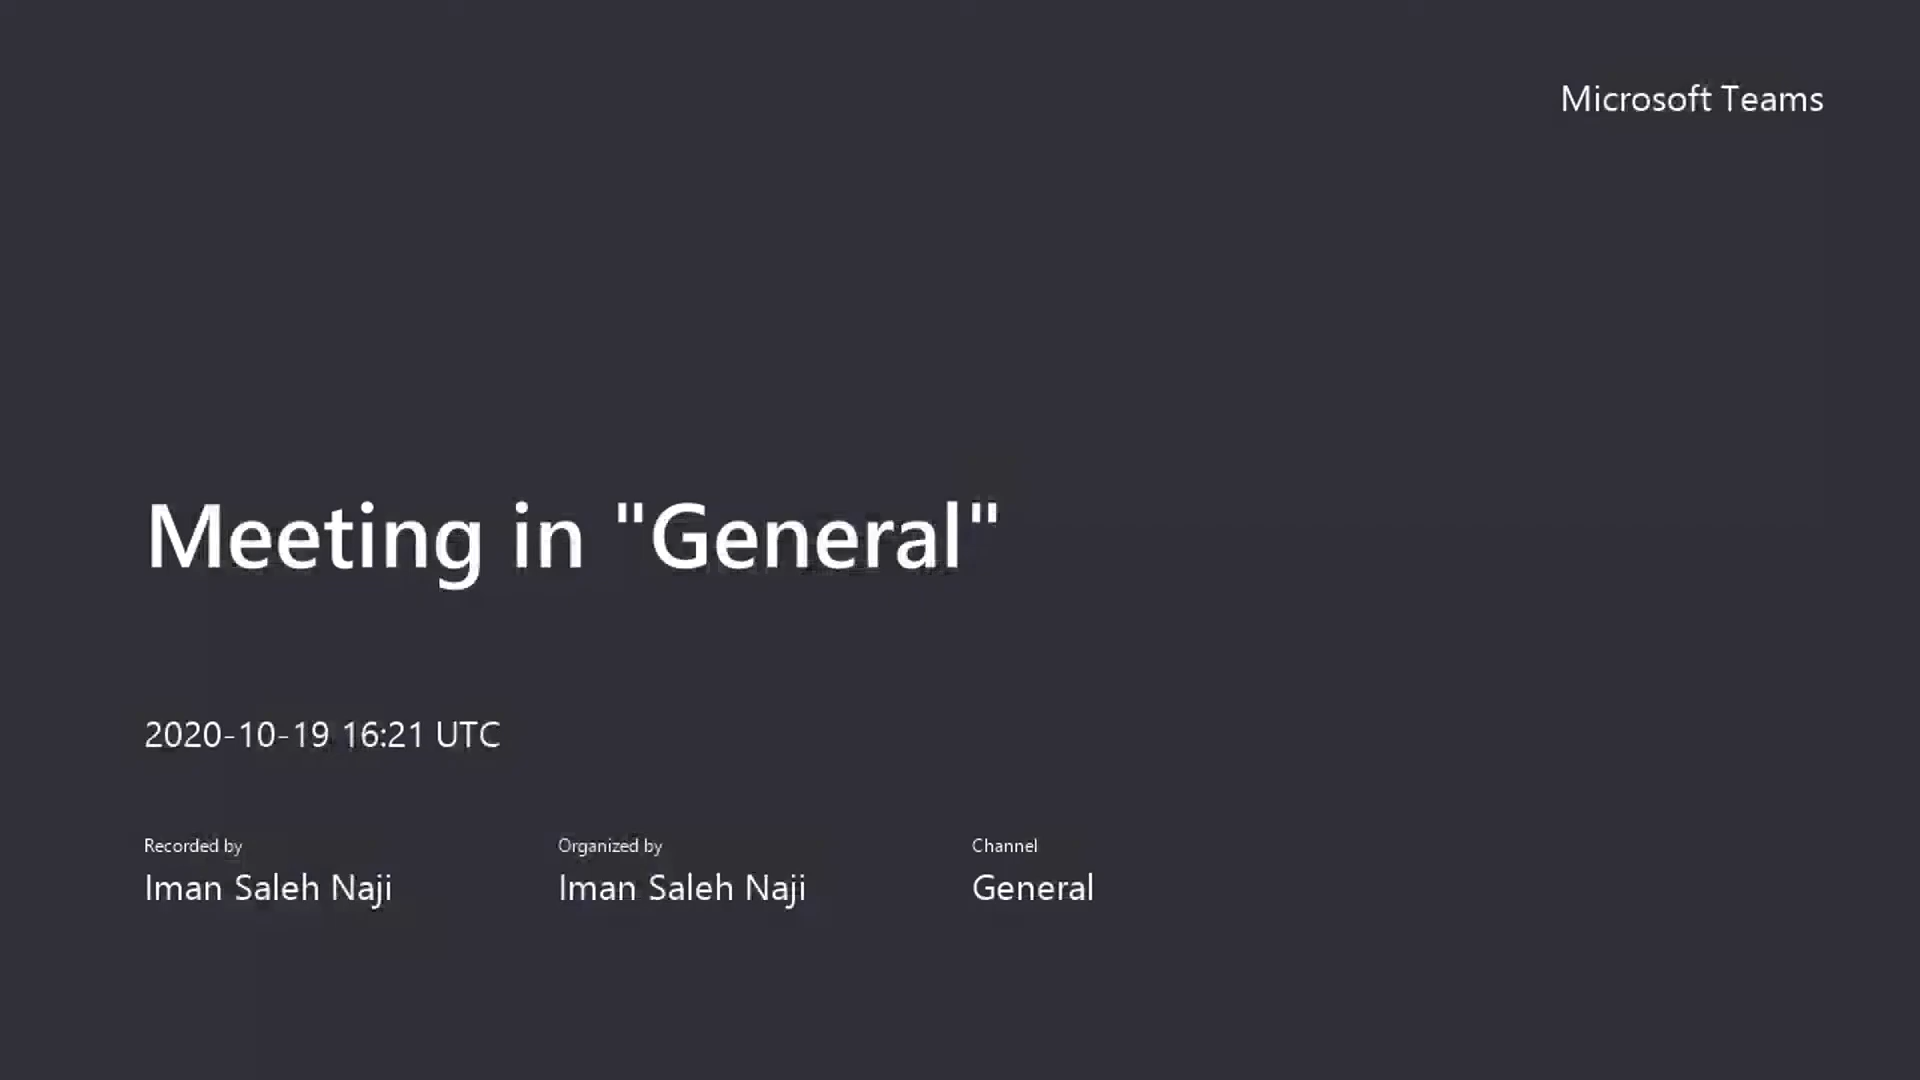 Microsoft Teams
Meeting in "General"
2020-10-19 16:21 UTC
Recorded by
Iman Saleh Naji
Organized by
Iman Saleh Naji
Channel
General